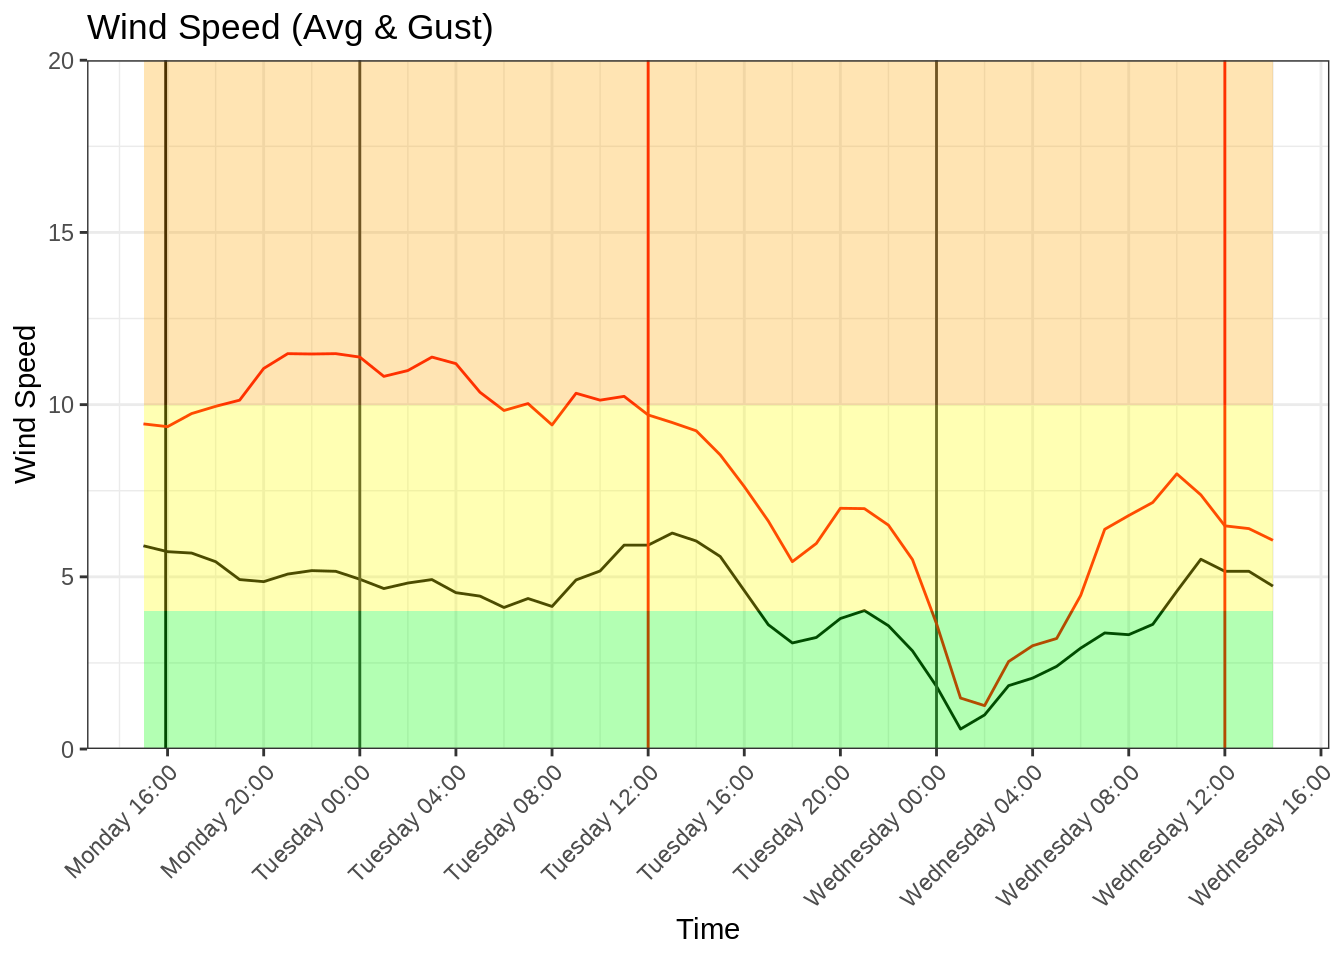 Wind Speed (Avg & Gust)
20
15
10
5
0
Wind Speed
Monday 16:00
Monday 20:00
Tuesday 00:00
Tuesday 04:00
Tuesday 08:00
Tuesday 12:00
Tuesday 16:00
Tuesday 20:00
Wednesday 00:00
Wednesday 04:00
Wednesday 08:00
Wednesday 12:00
Wednesday 16:00
Time